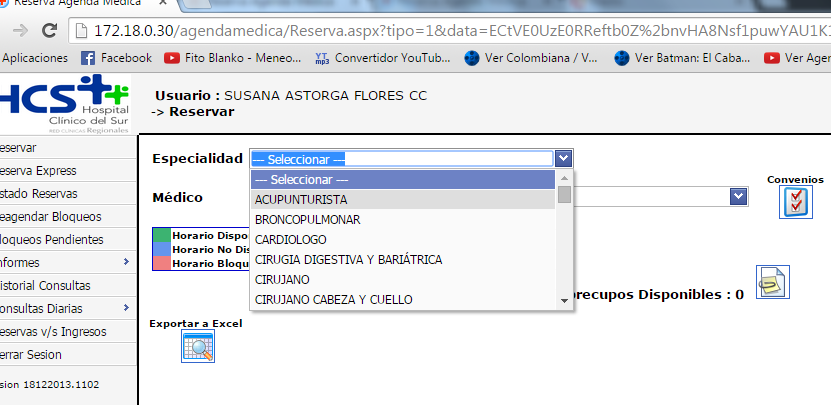 Reserva Agenda Medica
172.18.0.30/agendamedica/Reserva.aspx?tipo=1&data=ECtVE0UzE0RReftb0Z%2bnvHA8Nsf1puwYAU1K1
Aplicaciones Facebook Fito Blanko - Meneo... Convertidor YouTub... Ver Colombiana / V... Ver Batman: El Caba... Ver Agen
HCS
Hospital
Clínico del Sur
RED CLINICAS Regionales
Usuario : SUSANA ASTORGA FLORES CC
-> Reservar
eservar
eserva Express
stado Reservas
eagendar Bloqueos
loqueos Pendientes
nformes
istorial Consultas
onsultas Diarias
eservas v/s Ingresos
errar Sesion
sion 18122013.1102
Especialidad --- Seleccionar ---
--- Seleccionar ---
ACUPUNTURISTA
BRONCOPULMONAR
CARDIOLOGO
CIRUGIA DIGESTIVA Y BARIÁTRICA
CIRUJANO
CIRUJANO CABEZA Y CUELLO
Médico
Convenios
Horario Dispo
Horario No Dis
Horario Bloqu
brecupos Disponibles : 0
Exportar a Excel